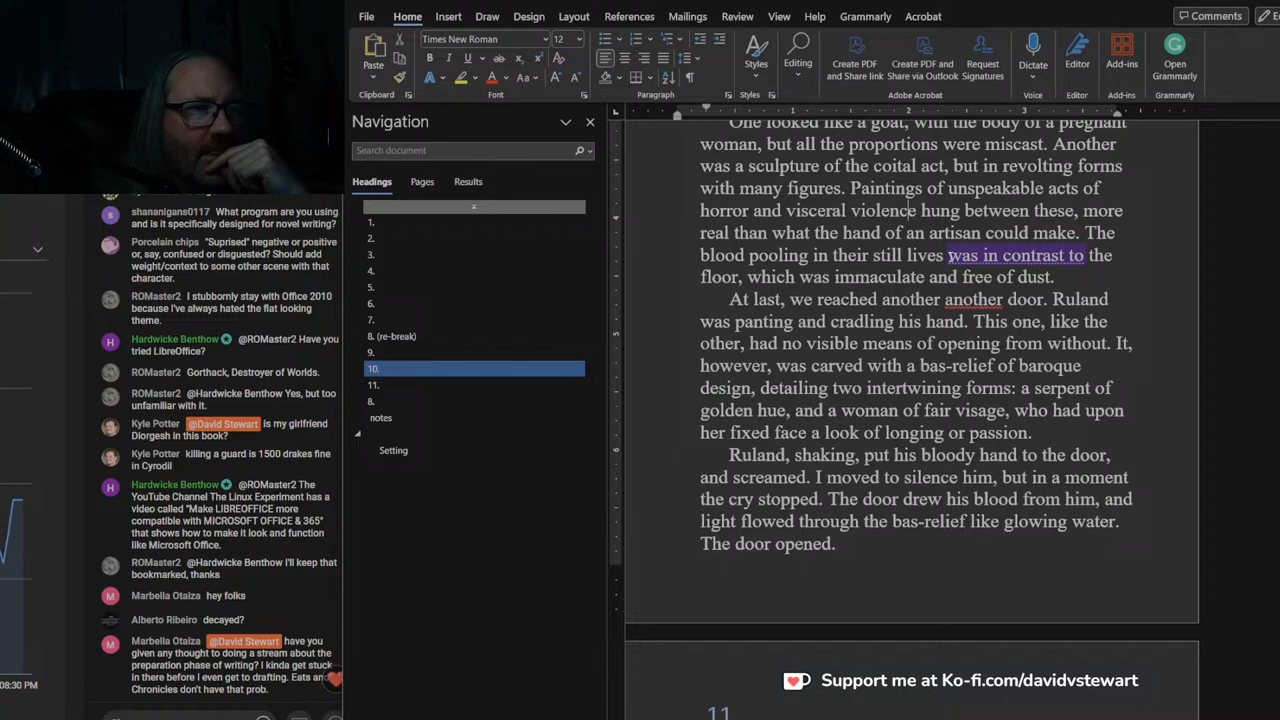 File Home Insert Draw Design Layout References Mailings Review View Help Grammarly Acrobat
Comments
Times New Roman 12
Paste
Styles
Editing
Create PDF and Share link
Create PDF and Share via Outlook
Request Signatures
Dictate
Editor
Add-ins
Open Grammarly
Clipboard Font Paragraph Styles Adobe Acrobat Voice Editor Add-ins Grammarly
Navigation
Search document
Headings Pages Results
1.
2.
3.
4.
5.
6.
7.
8. (re-break)
9.
10.
11.
8.
notes
Setting
shananigans0117 What program are you using
and is it specifically designed for novel writing?
Porcelain chips "Suprised" negative or positive
or, say, confused or disgusted? Should add
weight/context to some other scene with that
character.
ROMaster2 I stubbornly stay with Office 2010
because I've always hated the flat looking
theme.
Hardwicke Benthow @ROMaster2 Have you
tried LibreOffice?
ROMaster2 Gorthack, Destroyer of Worlds.
ROMaster2 @Hardwicke Benthow Yes, but too
unfamiliar with it.
Kyle Potter @David Stewart is my girlfriend
Diorgesh in this book?
Kyle Potter killing a guard is 1500 drakes fine
in Cyrodil
Hardwicke Benthow @ROMaster2 The
YouTube Channel The Linux Experiment has a
video called "Make LIBREOFFICE more
compatible with MICROSOFT OFFICE & 365"
that shows how to make it look and function
like Microsoft Office.
ROMaster2 @Hardwicke Benthow I'll keep that
bookmarked, thanks
Marbella Otaiza hey folks
Alberto Ribeiro decayed?
Marbella Otaiza @David Stewart have you
given any thought to doing a stream about the
preparation phase of writing? I kinda get stuck
in there before I even get to drafting. Eats and
Chronicles don't have that prob.
08:30 PM
One looked like a goat, with the body of a pregnant
woman, but all the proportions were miscast. Another
was a sculpture of the coital act, but in revolting forms
with many figures. Paintings of unspeakable acts of
horror and visceral violence hung between these, more
real than what the hand of an artisan could make. The
blood pooling in their still lives was in contrast to the
floor, which was immaculate and free of dust.
At last, we reached another another door. Ruland
was panting and cradling his hand. This one, like the
other, had no visible means of opening from without. It,
however, was carved with a bas-relief of baroque
design, detailing two intertwining forms: a serpent of
golden hue, and a woman of fair visage, who had upon
her fixed face a look of longing or passion.
Ruland, shaking, put his bloody hand to the door,
and screamed. I moved to silence him, but in a moment
the cry stopped. The door drew his blood from him, and
light flowed through the bas-relief like glowing water.
The door opened.
Support me at Ko-fi.com/davidvstewart
11